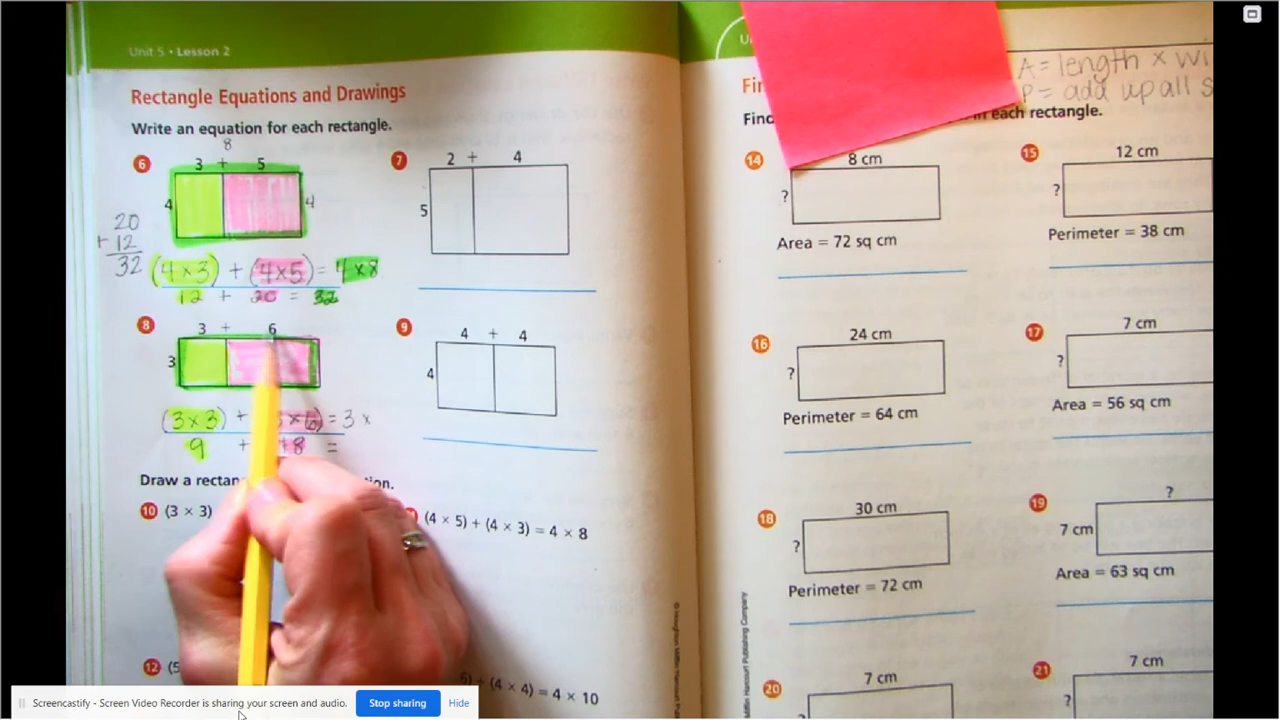 Unit 5 • Lesson 2
Rectangle Equations and Drawings
Write an equation for each rectangle.
8
6
3 + 5
4
4
20
+ 12
32
(4 × 3) + (4 × 5) = 4 × 8
12 + 20 = 32
7
2 + 4
5
8
3 + 6
3
(3 × 3) + × 6) = 3 ×
9 + 18 =
9
4 + 4
4
Draw a
10 (3 × 3)
(4 × 5) + (4 × 3) = 4 × 8
12 (5
5) + (4 × 4) = 4 × 10
A = length ×
P = add up all
in each rectangle.
14
8 cm
?
Area = 72 sq cm
15
12 cm
?
Perimeter = 38 cm
16
24 cm
?
Perimeter = 64 cm
17
7 cm
?
Area = 56 sq cm
18
30 cm
?
Perimeter = 72 cm
19
?
7 cm
Area = 63 sq cm
20
7 cm
?
21
7 cm
?
Screencastify - Screen Video Recorder is sharing your screen and audio.
Stop sharing
Hide